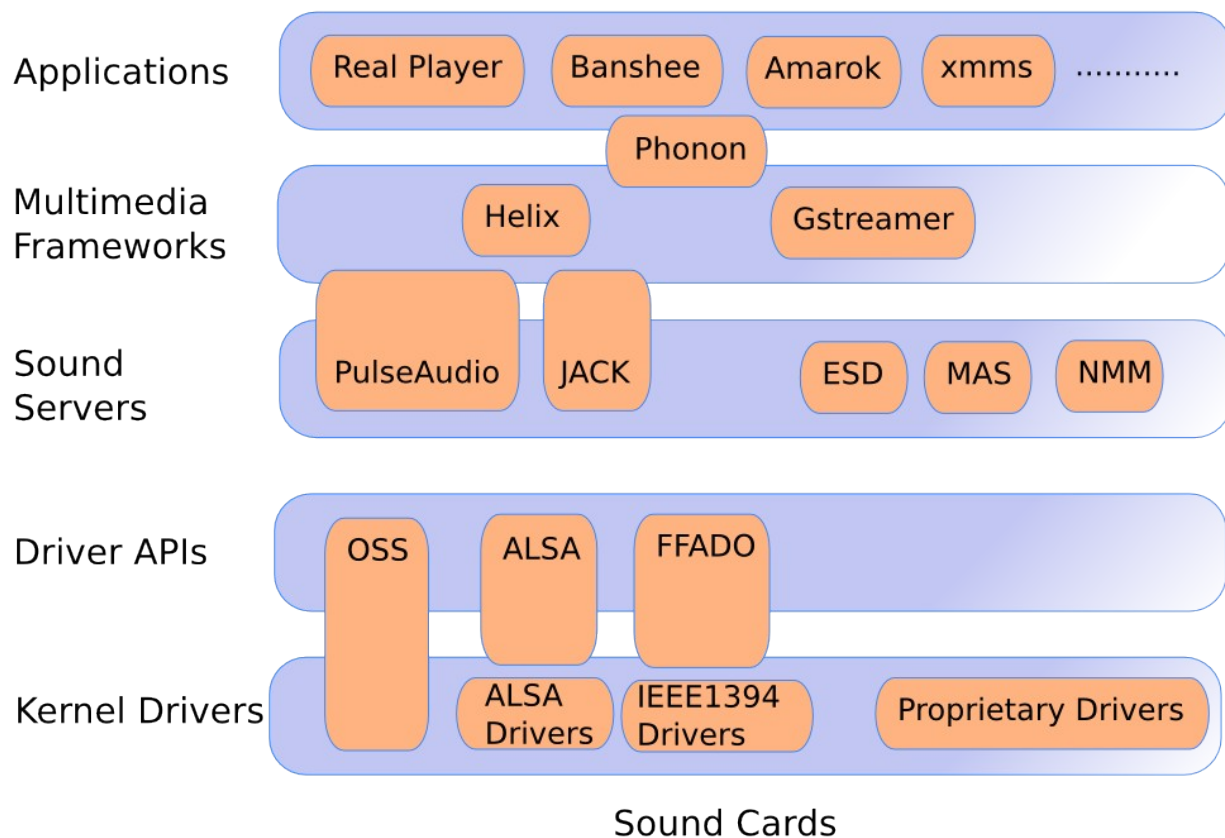 Applications
Real Player
Banshee
Amarok
xmms
...........
Phonon
Multimedia
Frameworks
Helix
Gstreamer
Sound
Servers
PulseAudio
JACK
ESD
MAS
NMM
Driver APIs
OSS
ALSA
FFADO
Kernel Drivers
ALSA
Drivers
IEEE1394
Drivers
Proprietary Drivers
Sound Cards